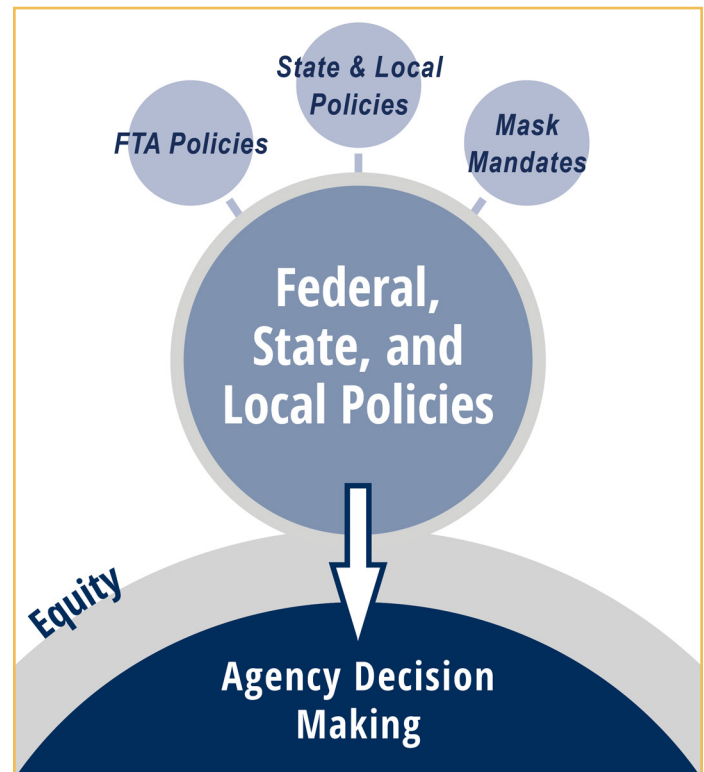 State & Local
Policies
FTA Policies
Mask
Mandates
Federal,
State, and
Local Policies
Equity
Agency Decision
Making